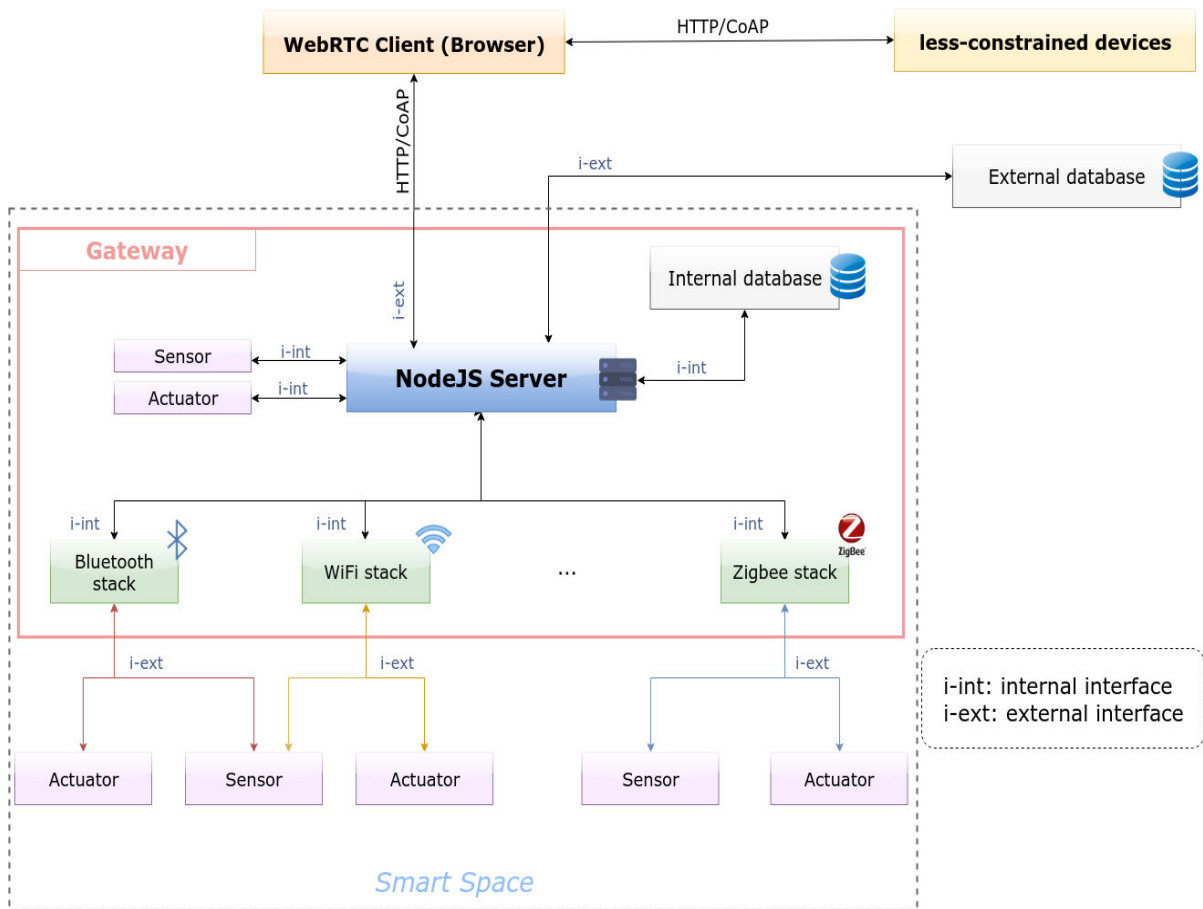 WebRTC Client (Browser)
HTTP/CoAP
less-constrained devices
HTTP/CoAP
i-ext
External database
Gateway
Internal database
i-ext
Sensor
i-int
Actuator
i-int
NodeJS Server
i-int
i-int
Bluetooth
stack
i-int
WiFi stack
...
i-int
ZigBee
Zigbee stack
i-ext
i-ext
i-ext
i-int: internal interface
i-ext: external interface
Actuator
Sensor
Actuator
Sensor
Actuator
Smart Space